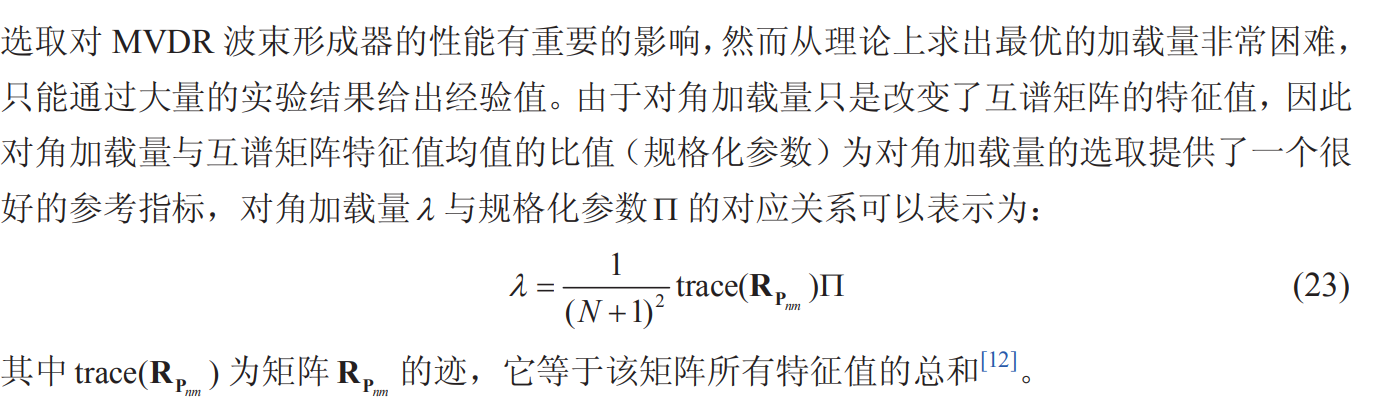 选取对 MVDR 波束形成器的性能有重要的影响，然而从理论上求出最优的加载量非常困难，
只能通过大量的实验结果给出经验值。由于对角加载量只是改变了互谱矩阵的特征值，因此
对角加载量与互谱矩阵特征值均值的比值（规格化参数）为对角加载量的选取提供了一个很
好的参考指标，对角加载量 λ 与规格化参数 Π 的对应关系可以表示为：
$\lambda = \frac{1}{(N+1)^2} \mathrm{trace}(\mathbf{R}_{\mathbf{P}_{nm}})\Pi$ (23)
其中 trace($\mathbf{R}_{\mathbf{P}_{nm}}$) 为矩阵 $\mathbf{R}_{\mathbf{P}_{nm}}$ 的迹，它等于该矩阵所有特征值的总和[12]。